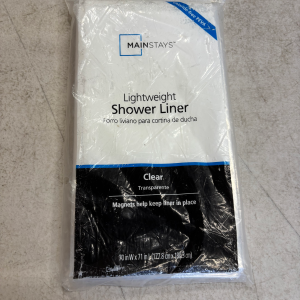 MAINSTAYS
Lightweight
Shower Liner
Forro liviano para cortina de ducha
Clear
Transparente
Magnets help keep liner in place